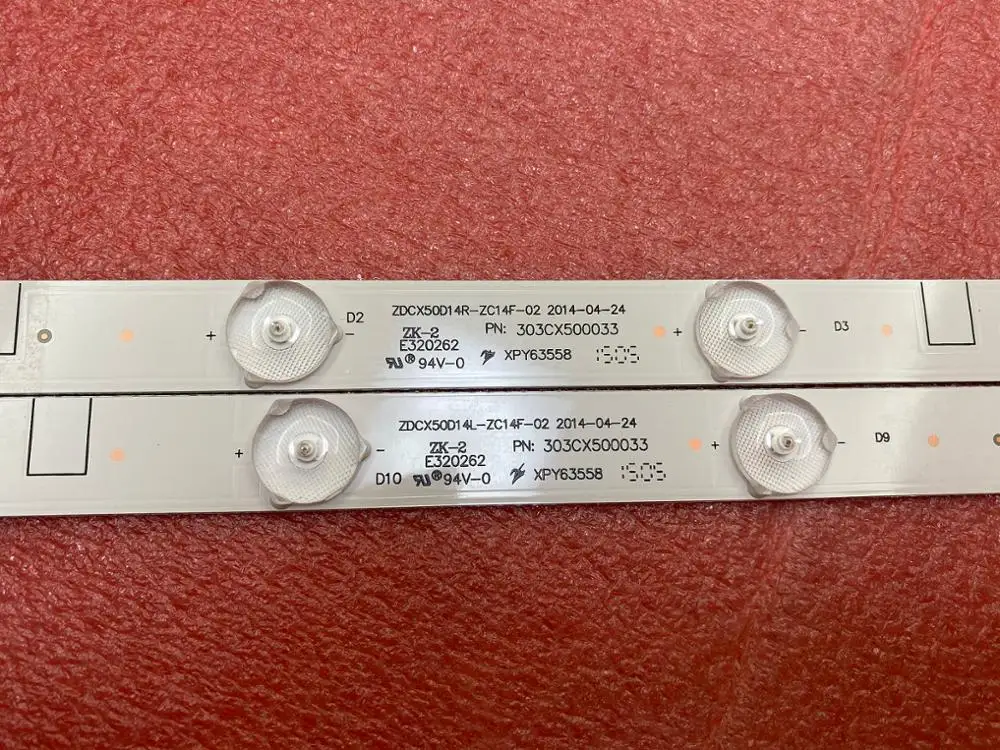 ZDCX50D14R-ZC14F-02 2014-04-24
D2 ZK-2 PN: 303CX500033 + - + - D3
E320262
94V-0 XPY63558 1505
ZDCX50D14L-ZC14F-02 2014-04-24
+ - ZK-2 PN: 303CX500033 + - D9
E320262
D10 94V-0 XPY63558 1505